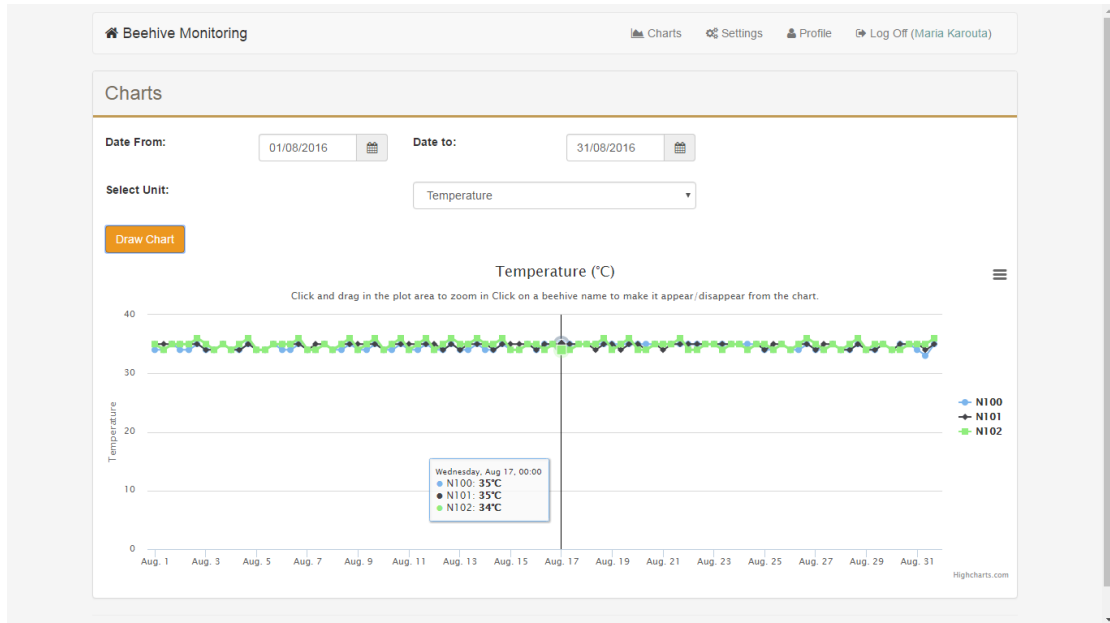 Beehive Monitoring
Charts Settings Profile Log Off (Maria Karouta)
Charts
Date From: 01/08/2016 Date to: 31/08/2016
Select Unit: Temperature
Draw Chart
Temperature (°C)
Click and drag in the plot area to zoom in Click on a beehive name to make it appear/disappear from the chart.
40
30
20
10
0
Temperature
N100
N101
N102
Wednesday, Aug 17, 00:00
N100: 35°C
N101: 35°C
N102: 34°C
Aug. 1 Aug. 3 Aug. 5 Aug. 7 Aug. 9 Aug. 11 Aug. 13 Aug. 15 Aug. 17 Aug. 19 Aug. 21 Aug. 23 Aug. 25 Aug. 27 Aug. 29 Aug. 31
Highcharts.com